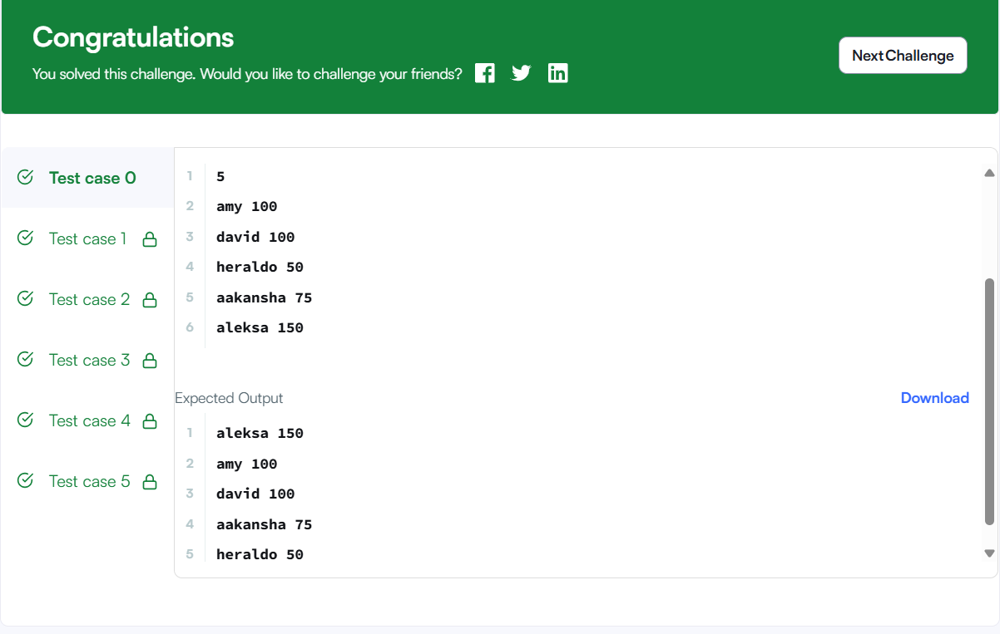 Congratulations
You solved this challenge. Would you like to challenge your friends?
Next Challenge
Test case 0
Test case 1
Test case 2
Test case 3
Test case 4
Test case 5
1 5
2 amy 100
3 david 100
4 heraldo 50
5 aakansha 75
6 aleksa 150
Expected Output Download
1 aleksa 150
2 amy 100
3 david 100
4 aakansha 75
5 heraldo 50